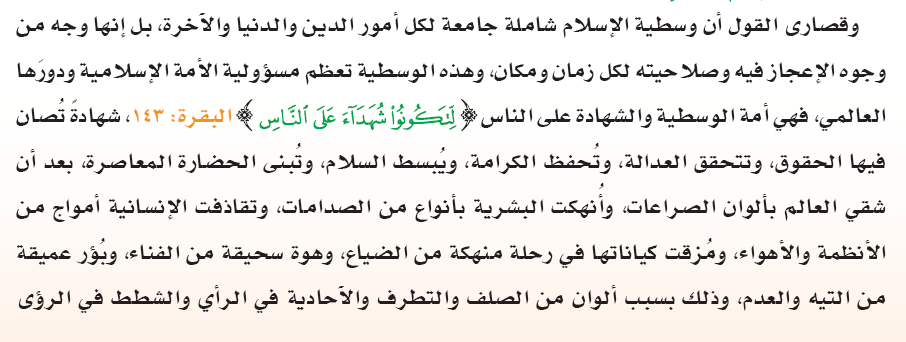 وقصارى القول أن وسطية الإسلام شاملة جامعة لكل أمور الدين والدنيا والآخرة، بل إنها وجه من
وجوه الإعجاز فيه وصلاحيته لكل زمان ومكان، وهذه الوسطية تعظم مسؤولية الأمة الإسلامية ودورَها
العالمي، فهي أمة الوسطية والشهادة على الناس ﴿لِّتَكُونُوا۟ شُهَدَآءَ عَلَى ٱلنَّاسِ﴾ البقرة: ١٤٣، شهادةً تُصان
فيها الحقوق، وتتحقق العدالة، وتُحفظ الكرامة، ويُبسط السلام، وتُبنى الحضارة المعاصرة، بعد أن
شقي العالم بألوان الصراعات، وأُنهكت البشرية بأنواع من الصدامات، وتقاذفت الإنسانية أمواج من
الأنظمة والأهواء، ومُزقت كياناتها في رحلة منهكة من الضياع، وهوة سحيقة من الفناء، وبُؤر عميقة
من التيه والعدم، وذلك بسبب ألوان من الصلف والتطرف والآحادية في الرأي والشطط في الرؤى